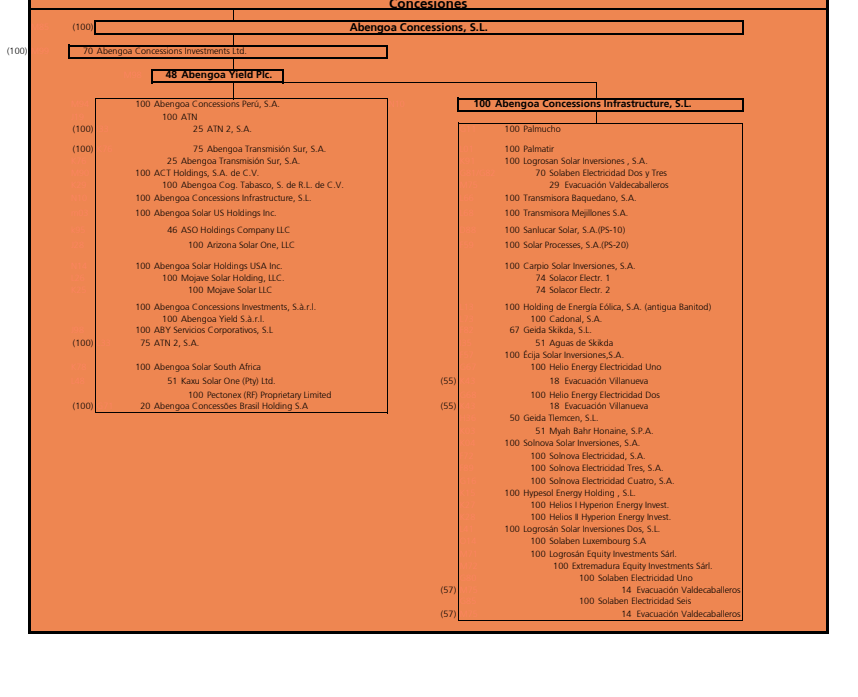 Concesiones
(100) Abengoa Concessions, S.L.
(100) 70 Abengoa Concessions Investments Ltd.
48 Abengoa Yield Plc.
100 Abengoa Concessions Perú, S.A.
100 ATN
(100) 25 ATN 2, S.A.
(100) 75 Abengoa Transmisión Sur, S.A.
25 Abengoa Transmisión Sur, S.A.
100 ACT Holdings, S.A. de C.V.
100 Abengoa Cog. Tabasco, S. de R.L. de C.V.
100 Abengoa Concessions Infrastructure, S.L.
100 Abengoa Solar US Holdings Inc.
46 ASO Holdings Company LLC
100 Arizona Solar One, LLC
100 Abengoa Solar Holdings USA Inc.
100 Mojave Solar Holding, LLC.
100 Mojave Solar LLC
100 Abengoa Concessions Investments, S.à.r.l.
100 Abengoa Yield S.à.r.l.
100 ABY Servicios Corporativos, S.L
(100) 75 ATN 2, S.A.
100 Abengoa Solar South Africa
51 Kaxu Solar One (Pty) Ltd.
100 Pectonex (RF) Proprietary Limited
(100) 20 Abengoa Concessões Brasil Holding S.A
100 Abengoa Concessions Infrastructure, S.L.
100 Palmucho
100 Palmatir
100 Logrosan Solar Inversiones , S.A.
70 Solaben Electricidad Dos y Tres
29 Evacuación Valdecaballeros
100 Transmisora Baquedano, S.A.
100 Transmisora Mejillones S.A.
100 Sanlucar Solar, S.A.(PS-10)
100 Solar Processes, S.A.(PS-20)
100 Carpio Solar Inversiones, S.A.
74 Solacor Electr. 1
74 Solacor Electr. 2
100 Holding de Energía Eólica, S.A. (antigua Banitod)
100 Cadonal, S.A.
67 Geida Skikda, S.L.
51 Aguas de Skikda
100 Écija Solar Inversiones,S.A.
100 Helio Energy Electricidad Uno
(55) 18 Evacuación Villanueva
100 Helio Energy Electricidad Dos
(55) 18 Evacuación Villanueva
50 Geida Tlemcen, S.L.
51 Myah Bahr Honaine, S.P.A.
100 Solnova Solar Inversiones, S.A.
100 Solnova Electricidad, S.A.
100 Solnova Electricidad Tres, S.A.
100 Solnova Electricidad Cuatro, S.A.
100 Hypesol Energy Holding , S.L.
100 Helios I Hyperion Energy Invest.
100 Helios II Hyperion Energy Invest.
100 Logrosán Solar Inversiones Dos, S.L.
100 Solaben Luxembourg S.A
100 Logrosán Equity Investments Sárl.
100 Extremadura Equity Investments Sárl.
100 Solaben Electricidad Uno
(57) 14 Evacuación Valdecaballeros
100 Solaben Electricidad Seis
(57) 14 Evacuación Valdecaballeros